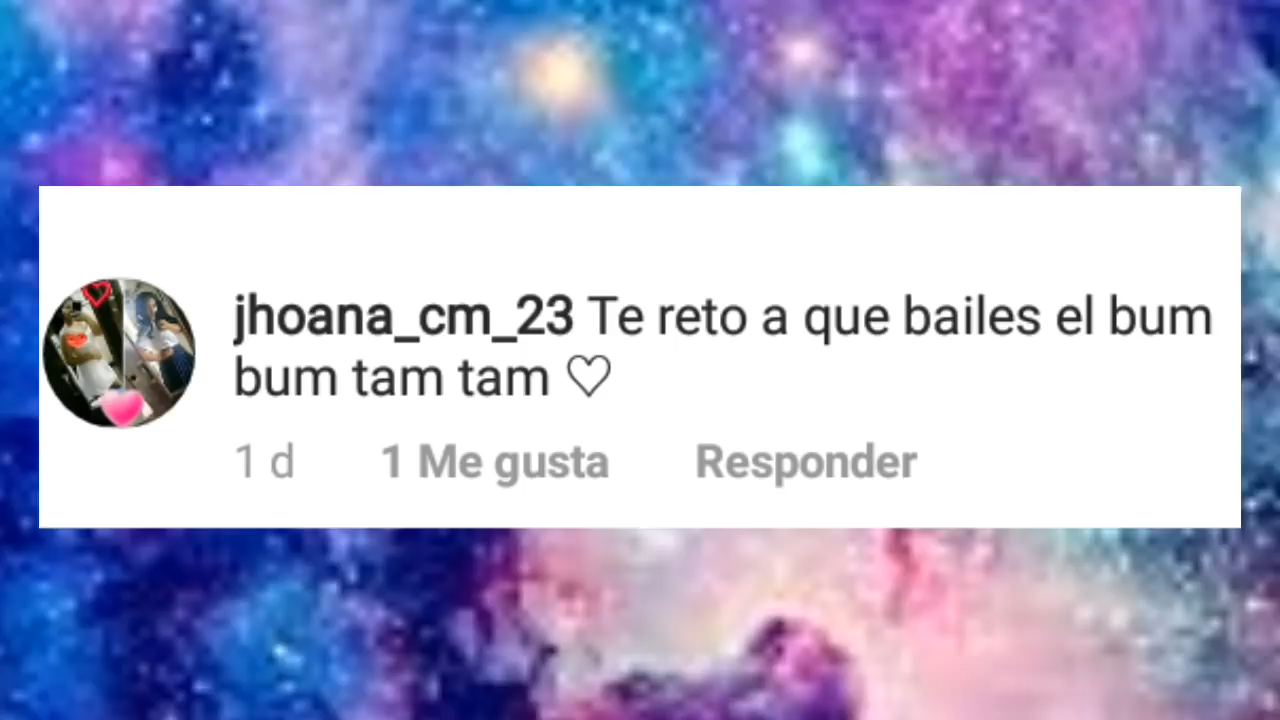 jhoana_cm_23 Te reto a que bailes el bum
bum tam tam ♡
1 d 1 Me gusta Responder